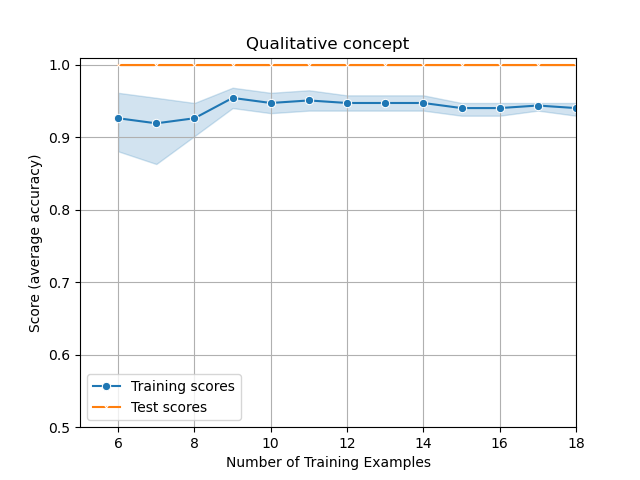 Qualitative concept
1.0
0.9
0.8
0.7
0.6
0.5
Score (average accuracy)
Training scores
Test scores
6 8 10 12 14 16 18
Number of Training Examples